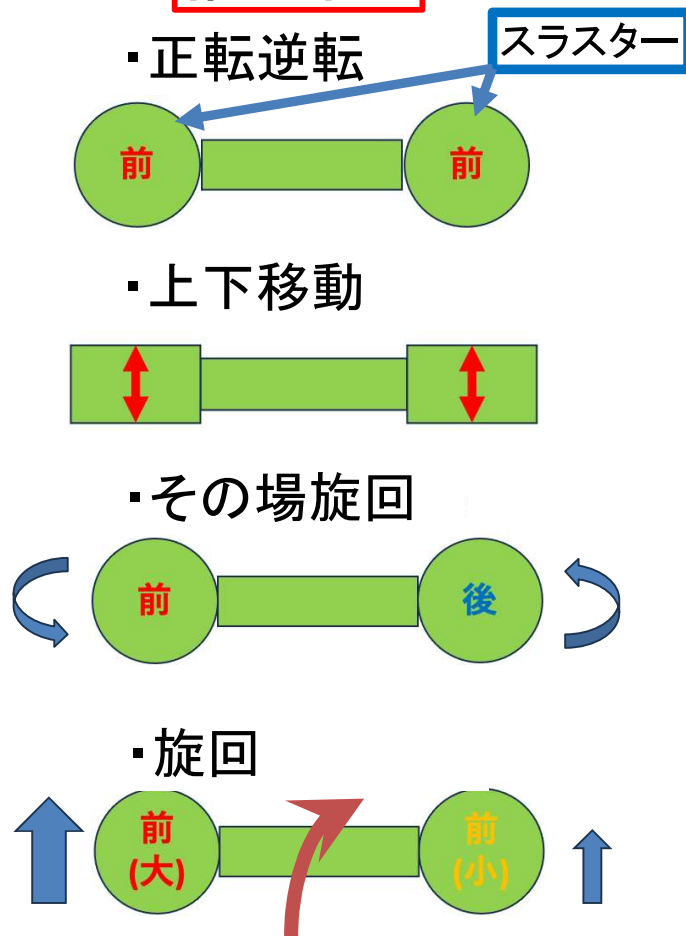 スラスター
・正転逆転
前 前
・上下移動
・その場旋回
前 後
・旋回
前 前
(大) (小)